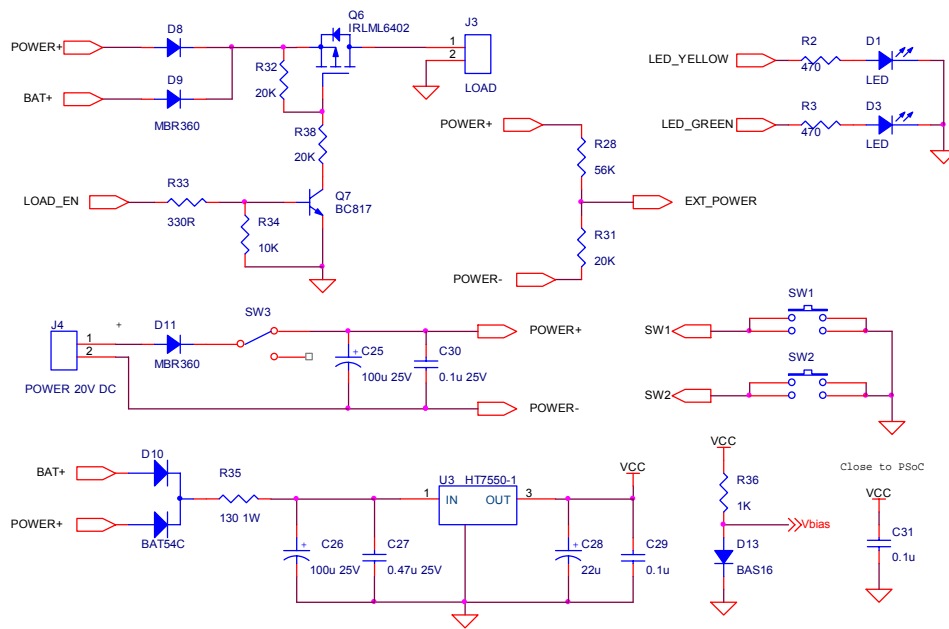 D8
POWER+
Q6
IRLML6402
J3
1
2
LOAD
R32
20K
D9
BAT+
MBR360
R38
20K
LOAD_EN
R33
330R
R34
10K
Q7
BC817
POWER+
R28
56K
EXT_POWER
R31
20K
POWER-
R2
D1
LED_YELLOW
470
LED
R3
D3
LED_GREEN
470
LED
J4
1
2
+
D11
MBR360
POWER 20V DC
SW3
+
C25
100u 25V
C30
0.1u 25V
POWER+
POWER-
SW1
SW1
SW2
SW2
D10
BAT+
POWER+
BAT54C
R35
130 1W
+
C26
100u 25V
C27
0.47u 25V
U3 HT7550-1
1 IN OUT 3
VCC
+
C28
22u
C29
0.1u
VCC
R36
1K
Vbias
D13
BAS16
Close to PSoC
VCC
C31
0.1u